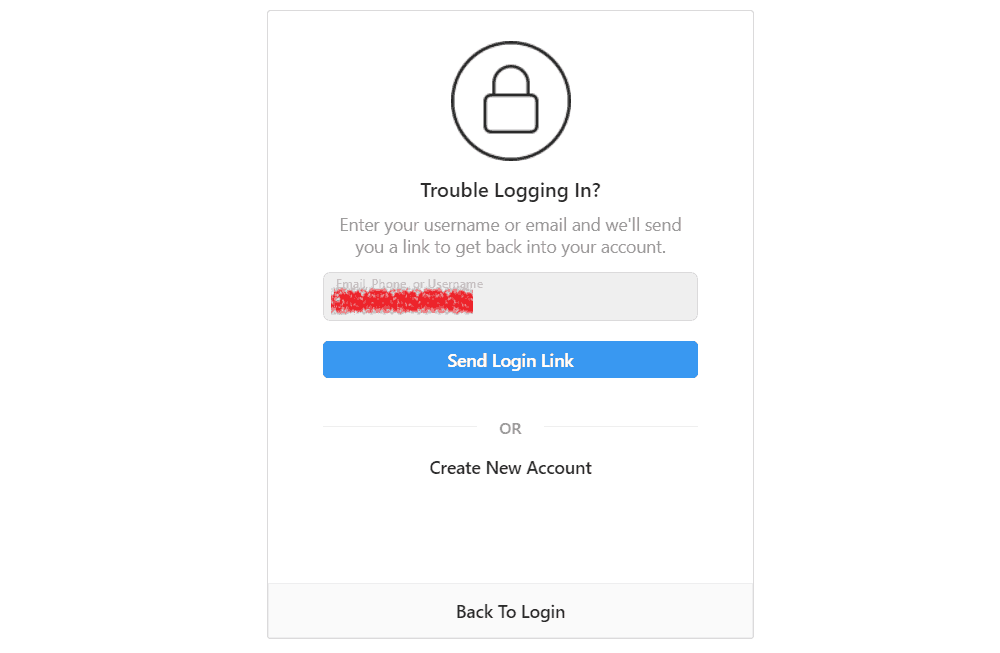 Trouble Logging In?
Enter your username or email and we'll send
you a link to get back into your account.
Email, Phone, or Username
Send Login Link
OR
Create New Account
Back To Login